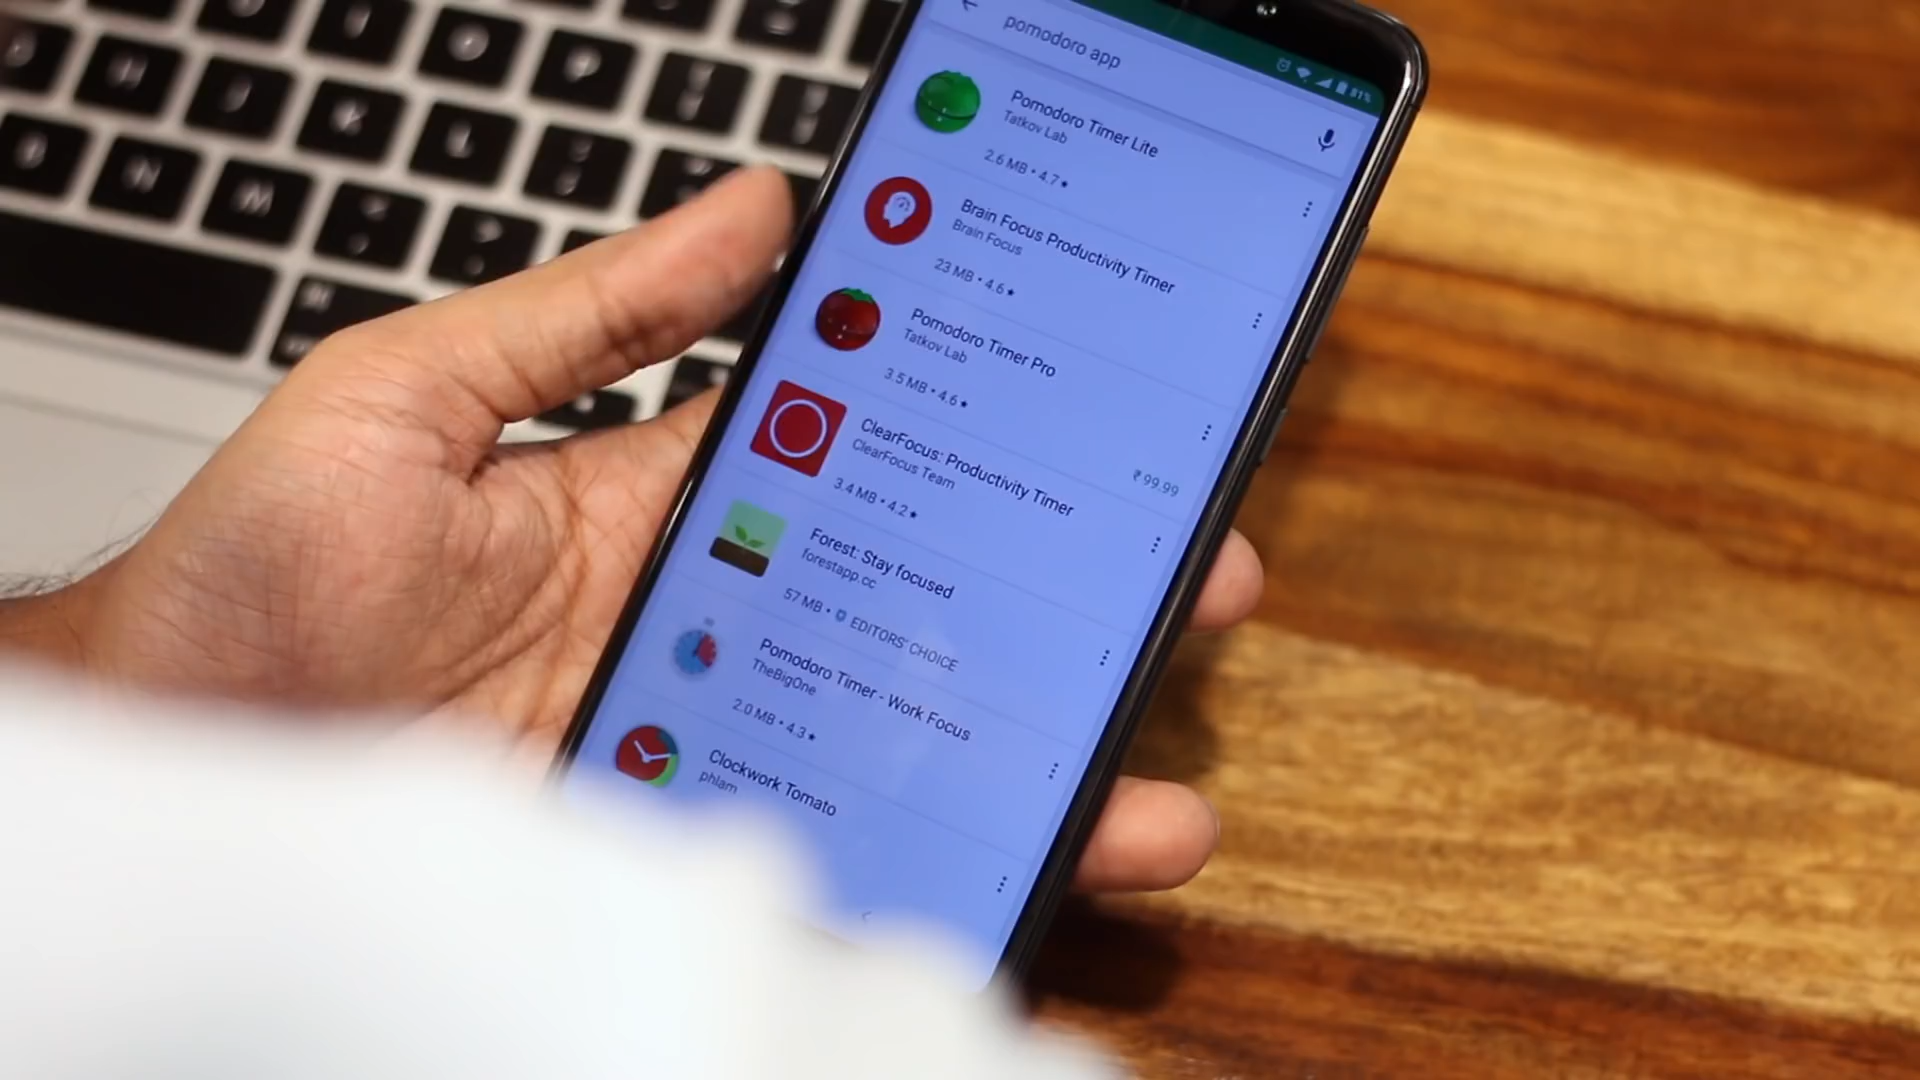 pomodoro app
81%
Pomodoro Timer Lite
Tatkov Lab
2.6 MB • 4.7★
Brain Focus Productivity Timer
Brain Focus
23 MB • 4.6★
Pomodoro Timer Pro
Tatkov Lab
3.5 MB • 4.6★
₹ 99.99
ClearFocus: Productivity Timer
ClearFocus Team
3.4 MB • 4.2★
Forest: Stay focused
forestapp.cc
57 MB • EDITORS' CHOICE
Pomodoro Timer - Work Focus
TheBigOne
2.0 MB • 4.3★
Clockwork Tomato
phlam
H J K L
B N M